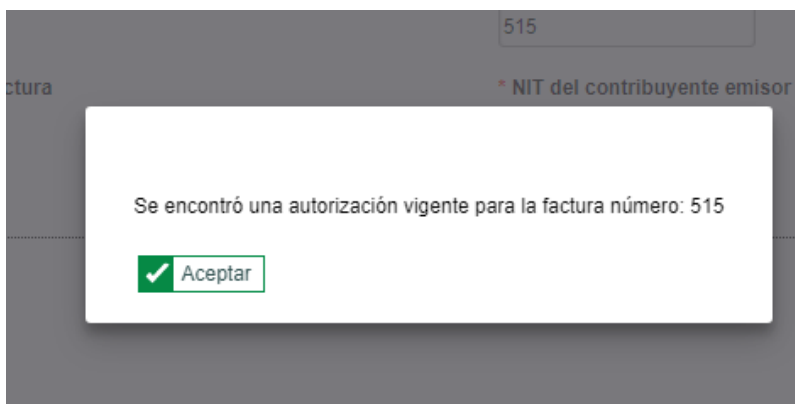 515
ctura
* NIT del contribuyente emisor
Se encontró una autorización vigente para la factura número: 515
Aceptar